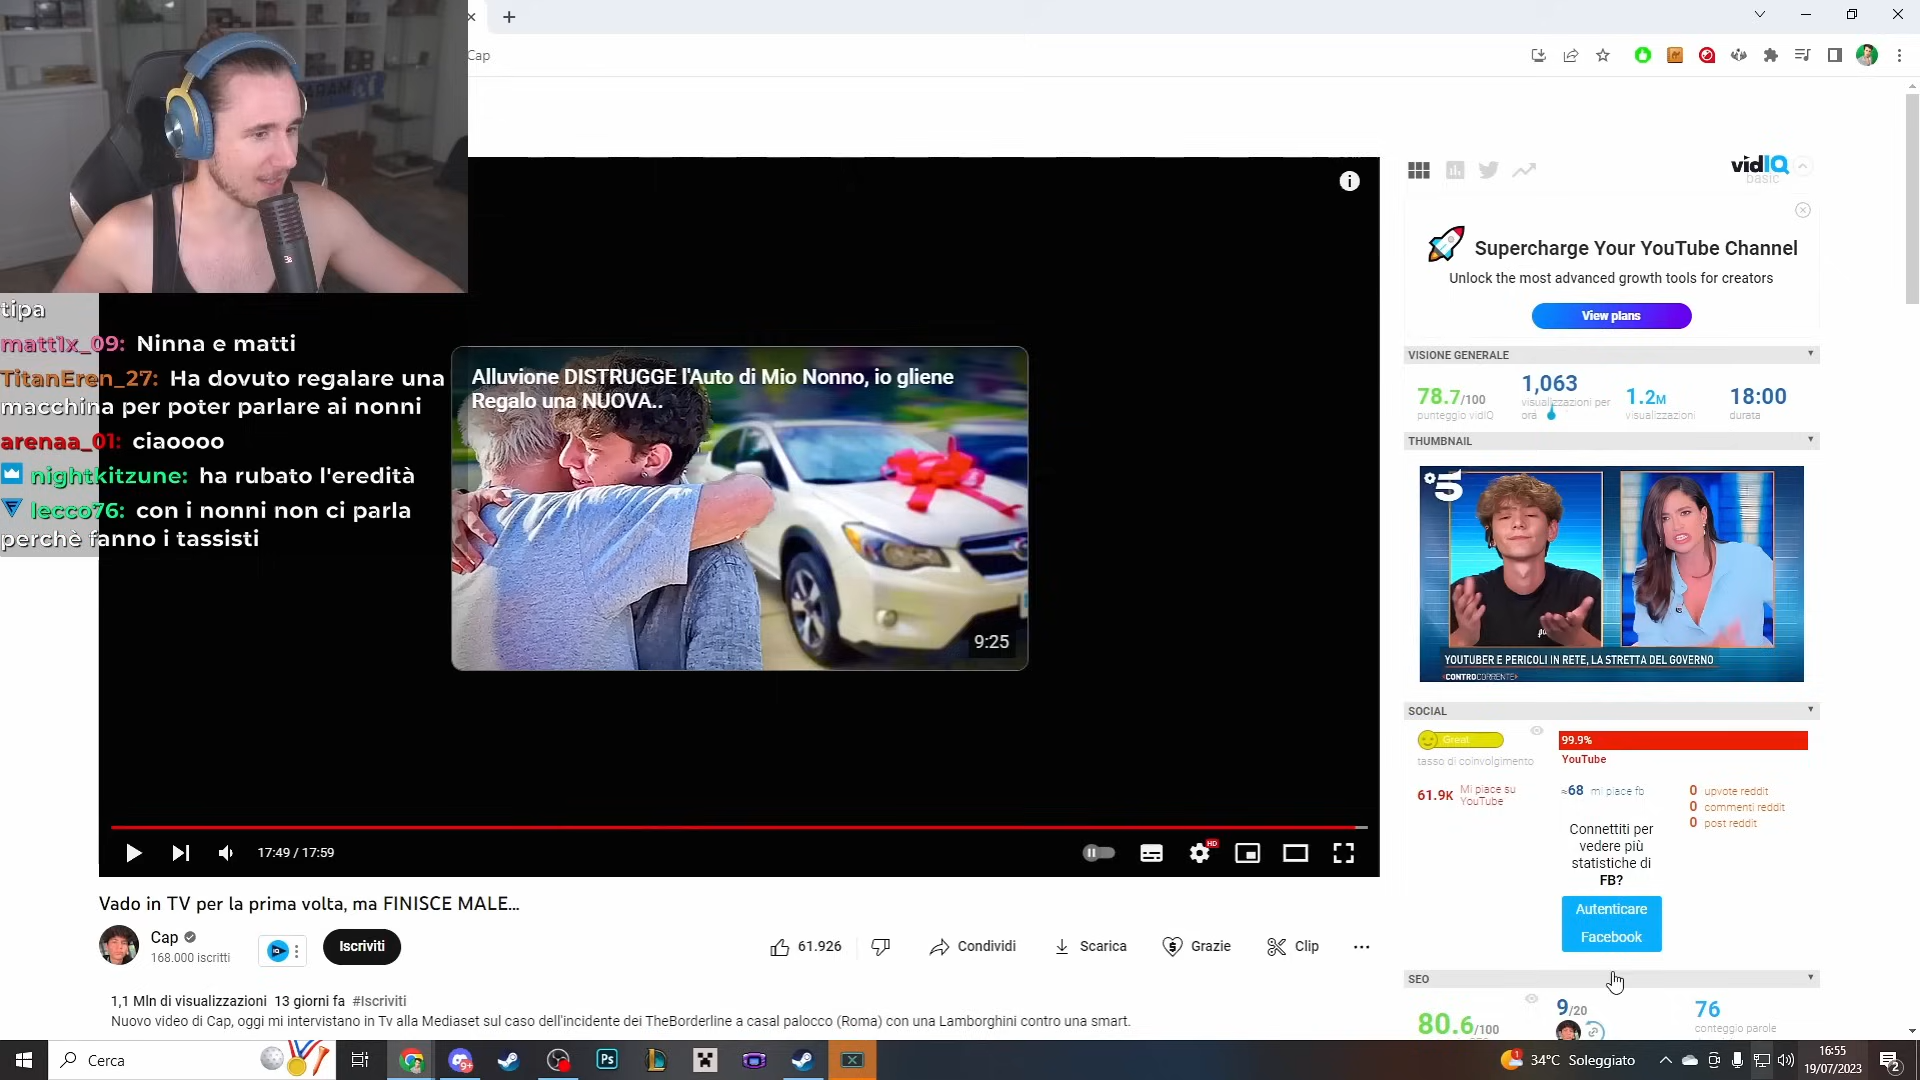 Cap
ARAM
tipa
matt1x_09: Ninna e matti
TitanEren_27: Ha dovuto regalare una
macchina per poter parlare ai nonni
arenaa_01: ciaoooo
nightkitzune: ha rubato l'eredità
lecco76: con i nonni non ci parla
perchè fanno i tassisti
Alluvione DISTRUGGE l'Auto di Mio Nonno, io gliene
Regalo una NUOVA..
9:25
17:49 / 17:59
HD
Vado in TV per la prima volta, ma FINISCE MALE...
Cap
168.000 iscritti
Iscriviti
61.926
Condividi
Scarica
Grazie
Clip
1,1 Mln di visualizzazioni 13 giorni fa #Iscriviti
Nuovo video di Cap, oggi mi intervistano in Tv alla Mediaset sul caso dell'incidente dei TheBorderline a casal palocco (Roma) con una Lamborghini contro una smart.
vidIQ
basic
Supercharge Your YouTube Channel
Unlock the most advanced growth tools for creators
View plans
VISIONE GENERALE
78.7/100
punteggio vidIQ
1,063
visualizzazioni per
ora
1.2M
visualizzazioni
18:00
durata
THUMBNAIL
5
YOUTUBER E PERICOLI IN RETE, LA STRETTA DEL GOVERNO
CONTROCORRENTE
SOCIAL
Great
tasso di coinvolgimento
99.9%
YouTube
61.9K Mi piace su
YouTube
≈68 mi piace fb
0 upvote reddit
0 commenti reddit
0 post reddit
Connettiti per
vedere più
statistiche di
FB?
Autenticare
Facebook
SEO
80.6/100
9/20
76
conteggio parole
Cerca
9+
Ps
1
34°C Soleggiato
16:55
19/07/2023
2